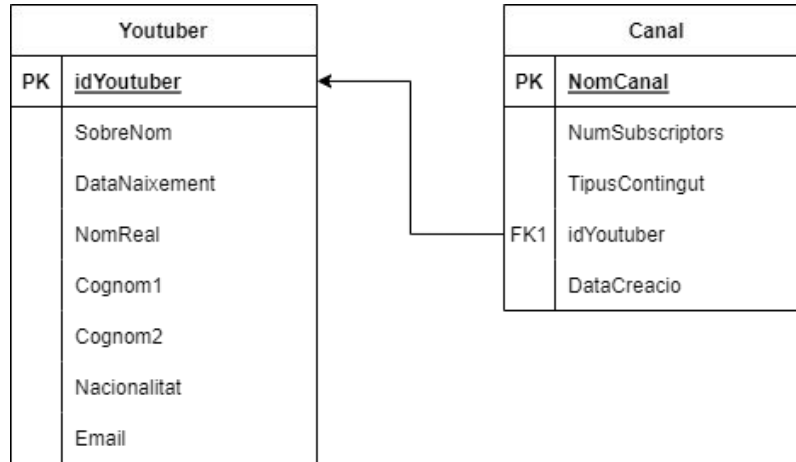 Youtuber
PK idYoutuber
SobreNom
DataNaixement
NomReal
Cognom1
Cognom2
Nacionalitat
Email
Canal
PK NomCanal
NumSubscriptors
TipusContingut
FK1 idYoutuber
DataCreacio